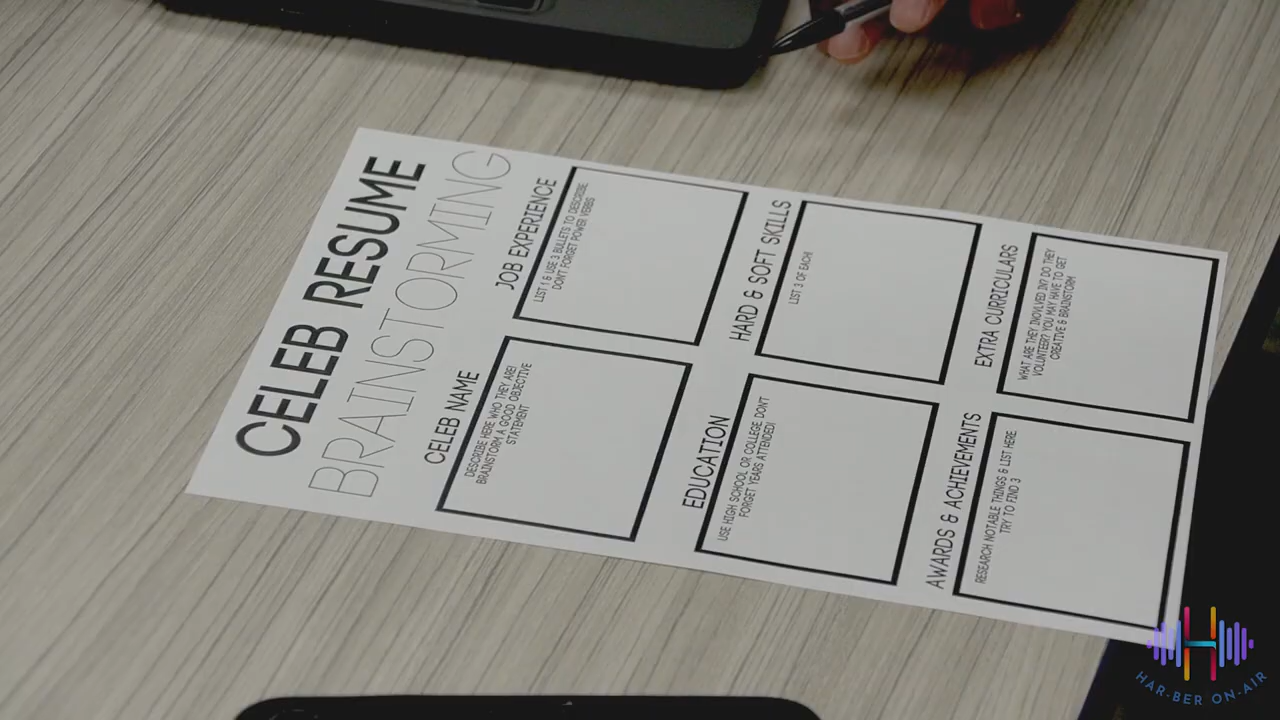 CELEB RESUME
BRAINSTORMING
CELEB NAME
DESCRIBE HERE WHO THEY ARE!
BRAINSTORM A GOOD OBJECTIVE
STATEMENT
JOB EXPERIENCE
LIST 1 & USE 3 BULLETS TO DESCRIBE
DON'T FORGET POWER VERBS
EDUCATION
USE HIGH SCHOOL OR COLLEGE. DON'T
FORGET YEARS ATTENDED!
HARD & SOFT SKILLS
LIST 3 OF EACH!
AWARDS & ACHIEVEMENTS
RESEARCH NOTABLE THINGS & LIST HERE
TRY TO FIND 3
EXTRA CURRICULARS
WHAT ARE THEY INOVLVED IN? DO THEY
VOLUNTEER? YOU MAY HAVE TO GET
CREATIVE & BRAINSTORM
H
HAR-BER ON-AIR